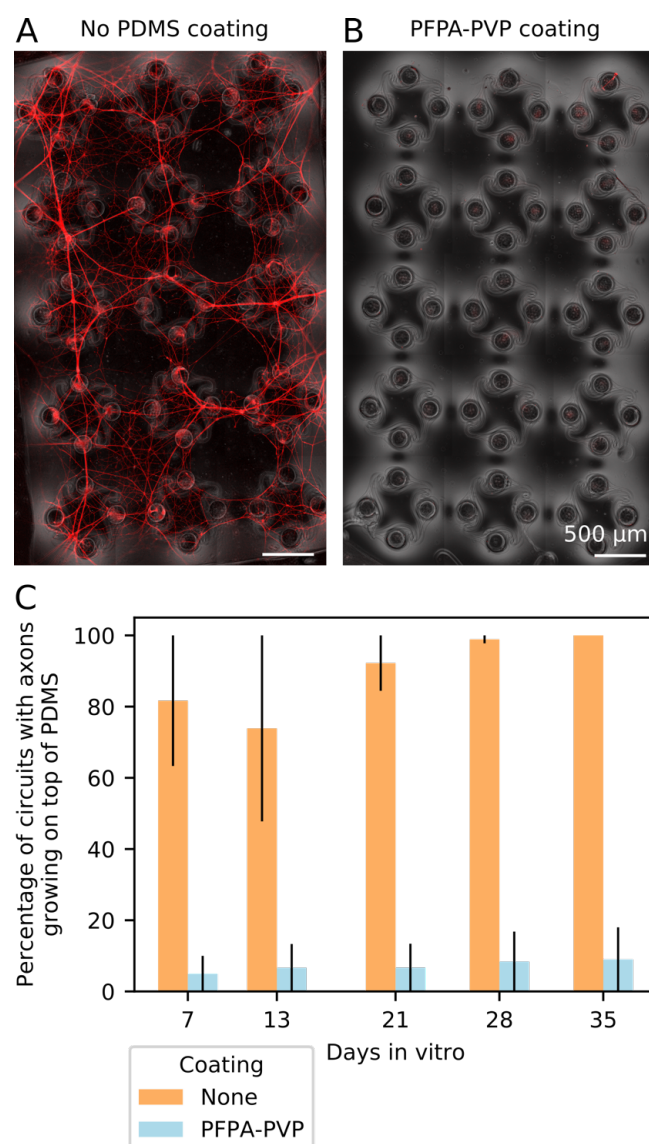 A
No PDMS coating
B
PFPA-PVP coating
500 µm
C
Percentage of circuits with axons
growing on top of PDMS
100
80
60
40
20
0
7
13
21
28
35
Days in vitro
Coating
None
PFPA-PVP